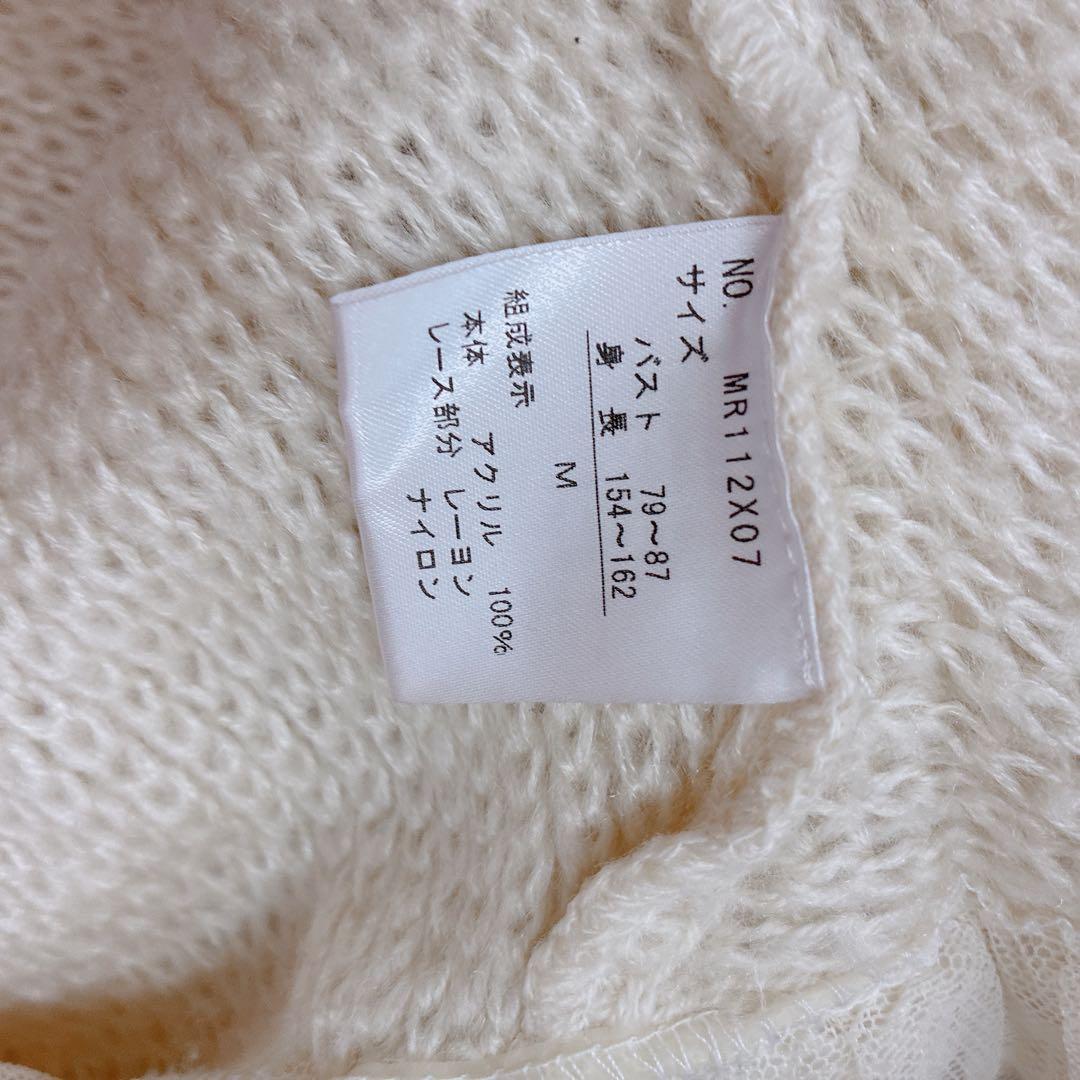 NO. MR112X07
サイズ
バスト 79～87
身 長 154～162
M
組成表示
本体 アクリル 100%
レース部分 レーヨン
ナイロン